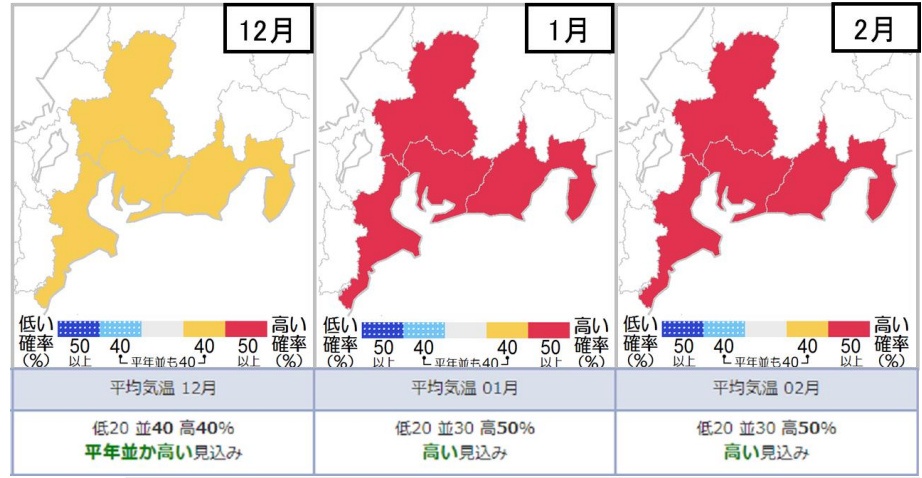 12月
1月
2月
低い
確率
(%)
50
以上
40
平年並も40
40
50
以上
高い
確率
(%)
低い
確率
(%)
50
以上
40
平年並も40
40
50
以上
高い
確率
(%)
低い
確率
(%)
50
以上
40
平年並も40
40
50
以上
高い
確率
(%)
平均気温 12月
平均気温 01月
平均気温 02月
低20 並40 高40%
平年並か高い見込み
低20 並30 高50%
高い見込み
低20 並30 高50%
高い見込み